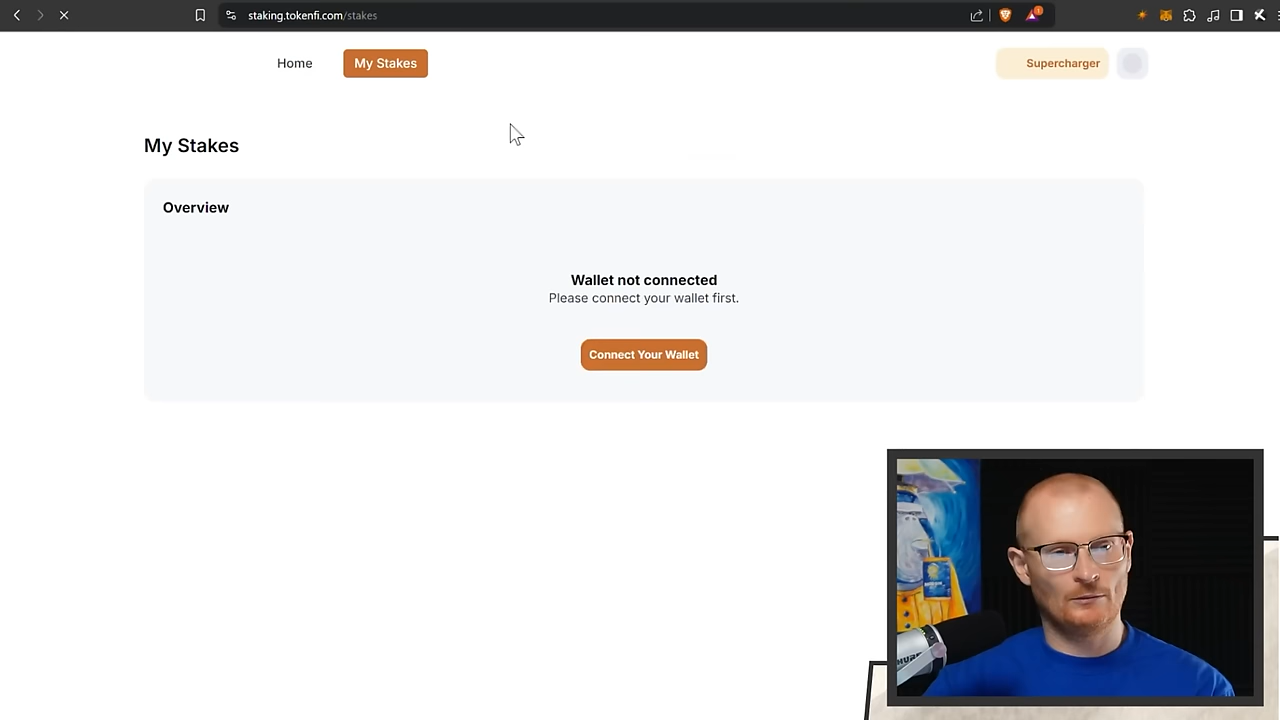 staking.tokenfi.com/stakes
Home
My Stakes
Supercharger
My Stakes
Overview
Wallet not connected
Please connect your wallet first.
Connect Your Wallet